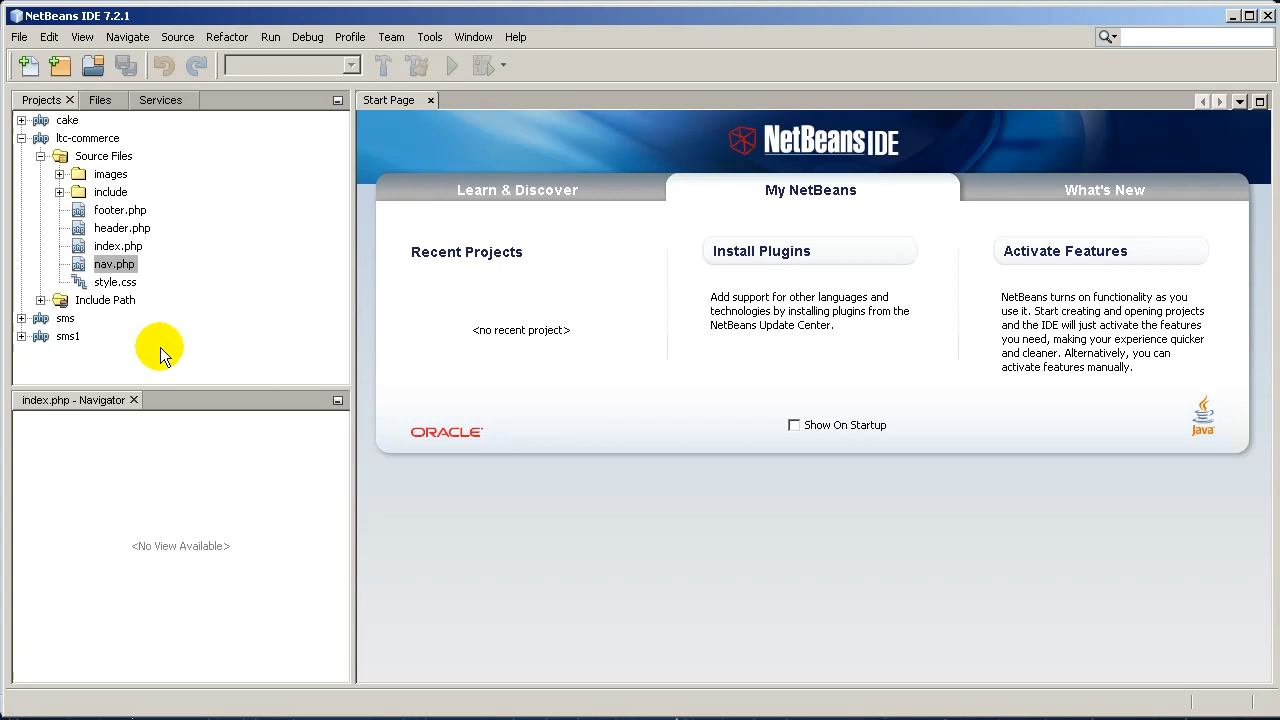 NetBeans IDE 7.2.1
File Edit View Navigate Source Refactor Run Debug Profile Team Tools Window Help
Projects Files Services
Start Page
php cake
php ltc-commerce
Source Files
images
include
footer.php
header.php
index.php
nav.php
style.css
Include Path
php sms
php sms1
index.php - Navigator
<No View Available>
NetBeans IDE
Learn & Discover
My NetBeans
What's New
Recent Projects
<no recent project>
Install Plugins
Add support for other languages and
technologies by installing plugins from the
NetBeans Update Center.
Activate Features
NetBeans turns on functionality as you
use it. Start creating and opening projects
and the IDE will just activate the features
you need, making your experience quicker
and cleaner. Alternatively, you can
activate features manually.
ORACLE
Show On Startup
Java